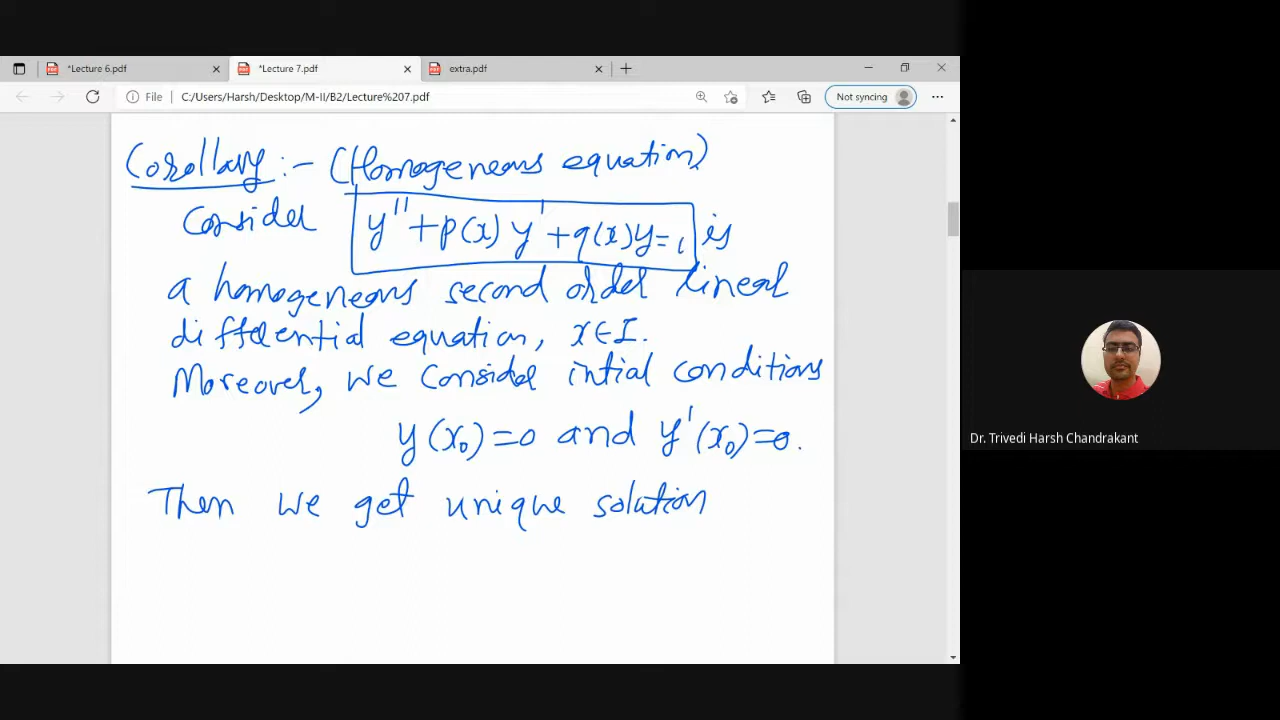 *Lecture 6.pdf
*Lecture 7.pdf
extra.pdf
File
C:/Users/Harsh/Desktop/M-II/B2/Lecture%207.pdf
Not syncing
Corollary :- (Homogeneous equation)
Consider y'' + p(x) y' + q(x) y = is
a homogeneous second order linear
differential equation, x ∈ I.
Moreover, we consider intial conditions
y(x₀) = 0 and y'(x₀) = 0.
Then we get unique solution
Dr. Trivedi Harsh Chandrakant